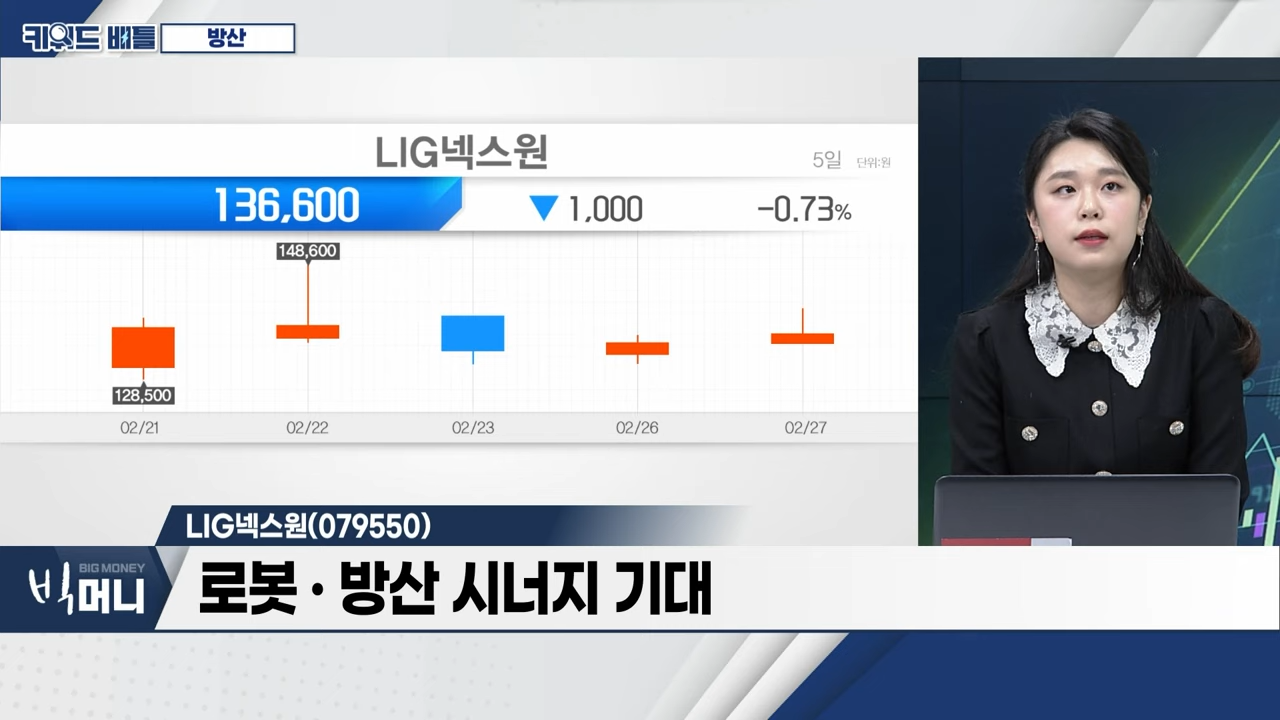 키워드 배틀
방산
LIG넥스원
5일 단위:원
136,600 ▼ 1,000 -0.73%
148,600
128,500
02/21 02/22 02/23 02/26 02/27
LIG넥스원(079550)
BIG MONEY
빅머니
로봇·방산 시너지 기대